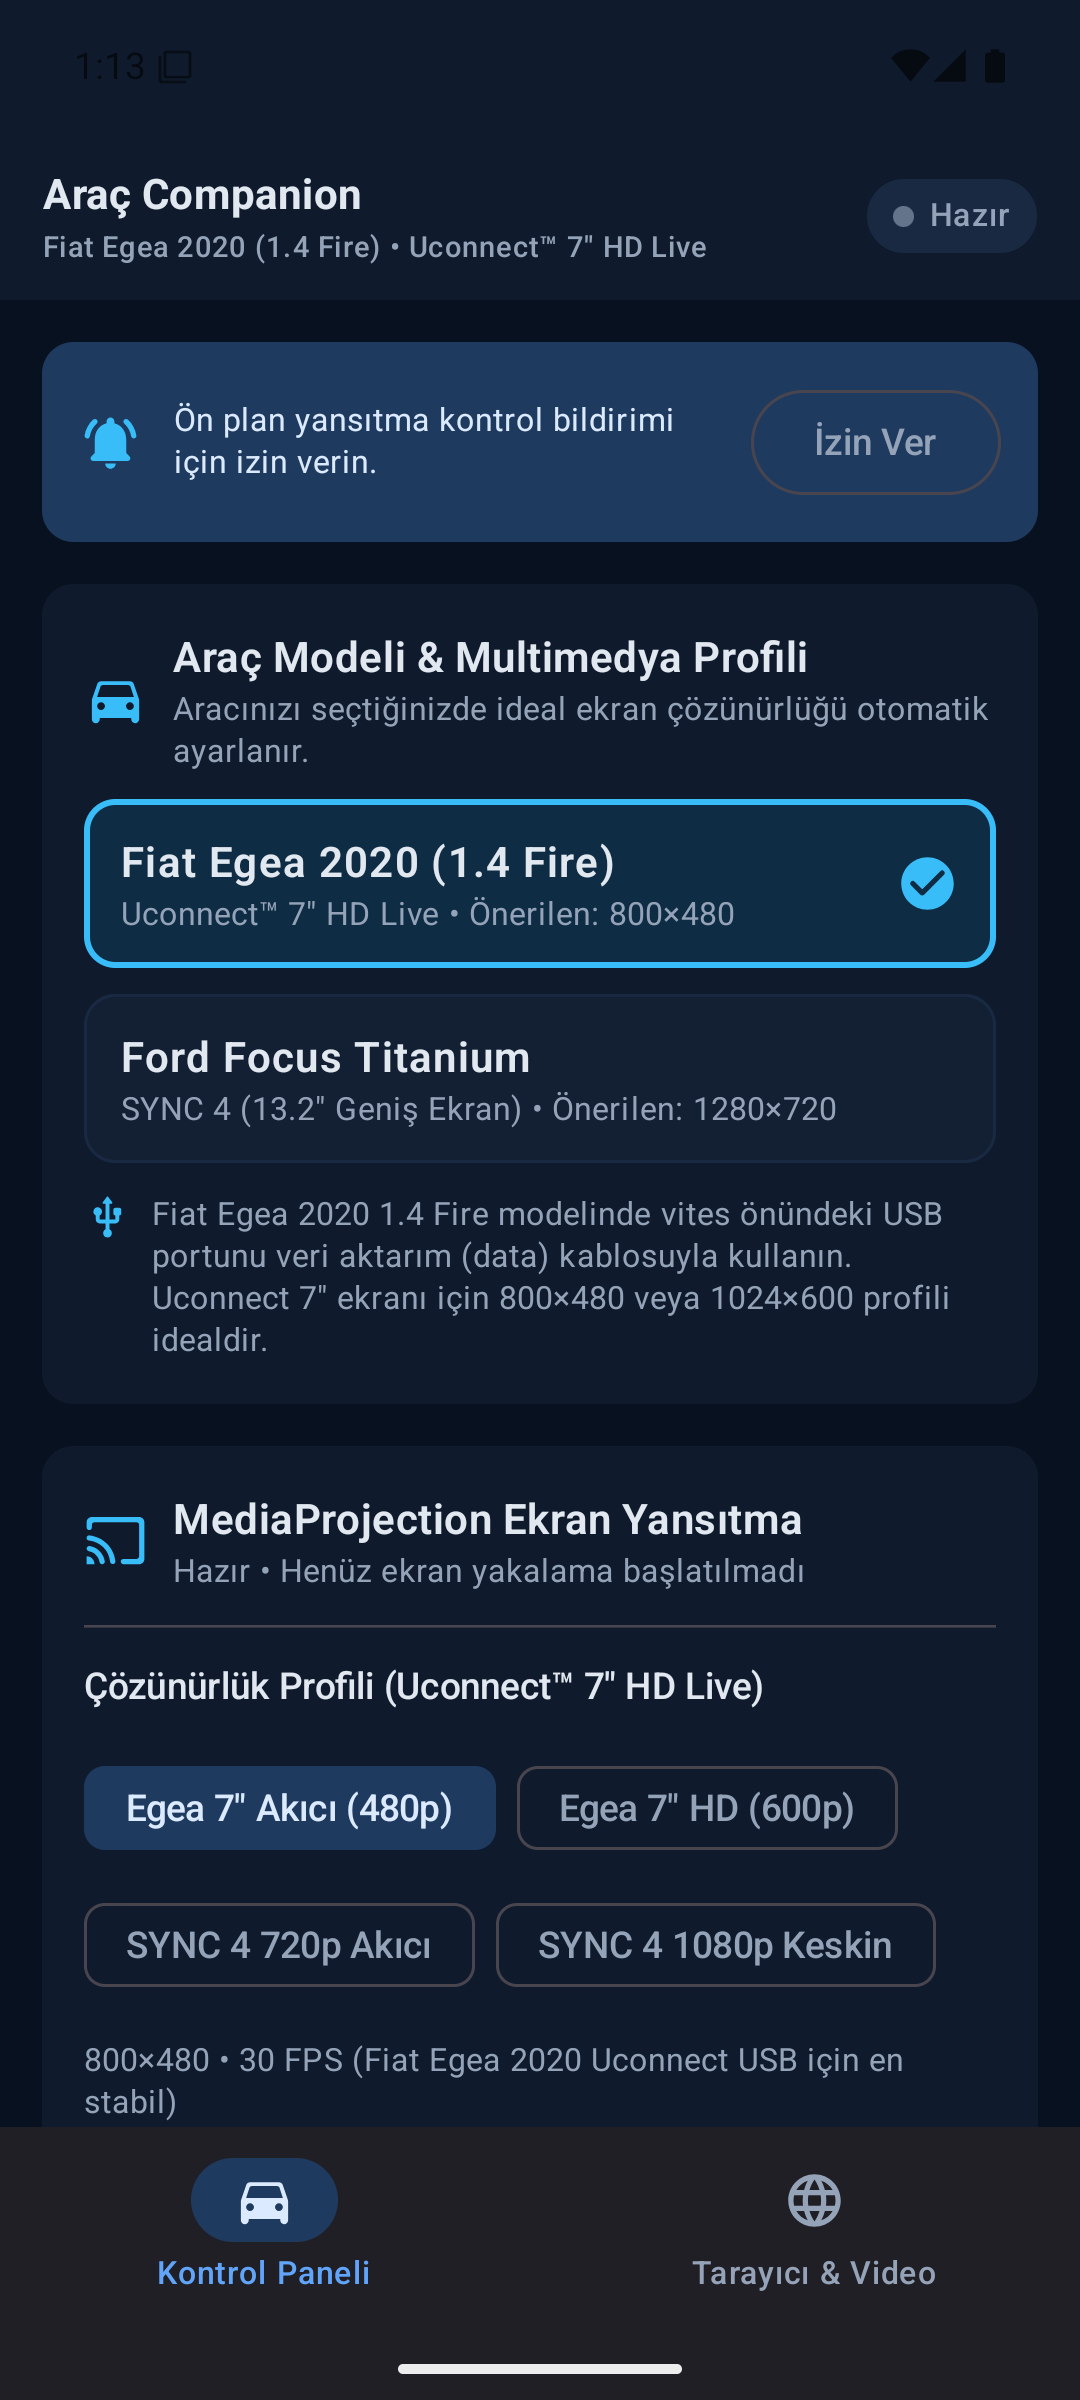 1:13
Araç Companion
Fiat Egea 2020 (1.4 Fire) • Uconnect™ 7" HD Live
Hazır
Ön plan yansıtma kontrol bildirimi
için izin verin.
İzin Ver
Araç Modeli & Multimedya Profili
Aracınızı seçtiğinizde ideal ekran çözünürlüğü otomatik
ayarlanır.
Fiat Egea 2020 (1.4 Fire)
Uconnect™ 7" HD Live • Önerilen: 800×480
Ford Focus Titanium
SYNC 4 (13.2" Geniş Ekran) • Önerilen: 1280×720
Fiat Egea 2020 1.4 Fire modelinde vites önündeki USB
portunu veri aktarım (data) kablosuyla kullanın.
Uconnect 7" ekranı için 800×480 veya 1024×600 profili
idealdir.
MediaProjection Ekran Yansıtma
Hazır • Henüz ekran yakalama başlatılmadı
Çözünürlük Profili (Uconnect™ 7" HD Live)
Egea 7" Akıcı (480p)
Egea 7" HD (600p)
SYNC 4 720p Akıcı
SYNC 4 1080p Keskin
800×480 • 30 FPS (Fiat Egea 2020 Uconnect USB için en
stabil)
Kontrol Paneli
Tarayıcı & Video